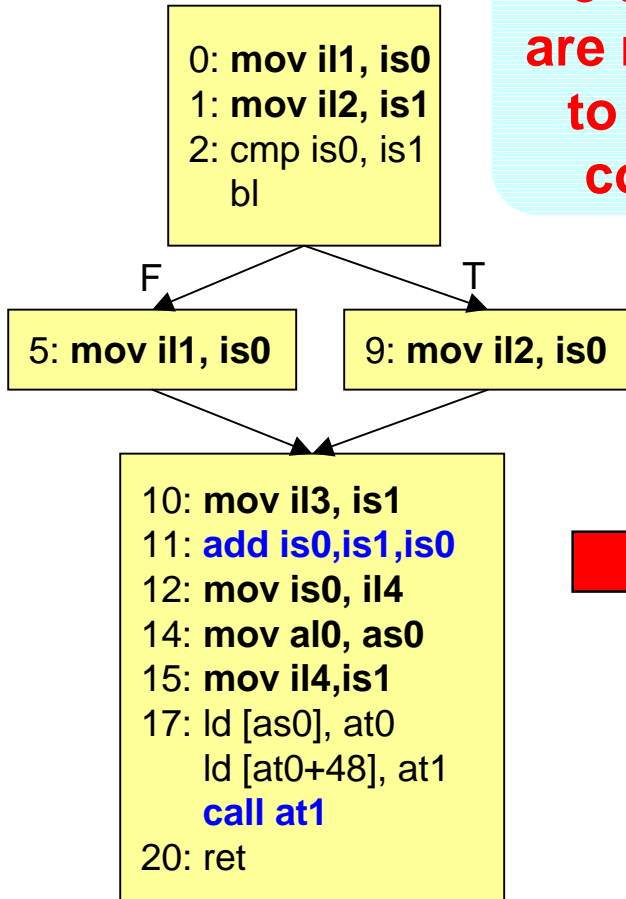 are
to
0: mov il1, is0
1: mov il2, is1
2: cmp is0, is1
bl
F
T
5: mov il1, is0
9: mov il2, is0
10: mov il3, is1
11: add is0,is1,is0
12: mov is0, il4
14: mov al0, as0
15: mov il4,is1
17: ld [as0], at0
ld [at0+48], at1
call at1
20: ret